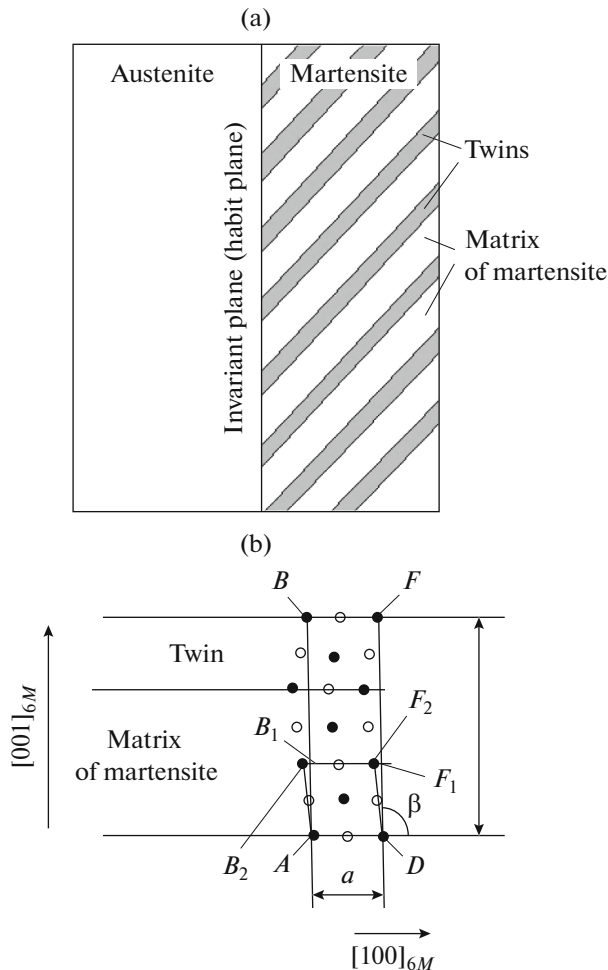 (a)
Austenite
Martensite
Invariant plane (habit plane)
Twins
Matrix
of martensite
(b)
B
F
[001]6M
Twin
Matrix
of martensite
B1
F2
F1
β
B2
A
D
a
[100]6M